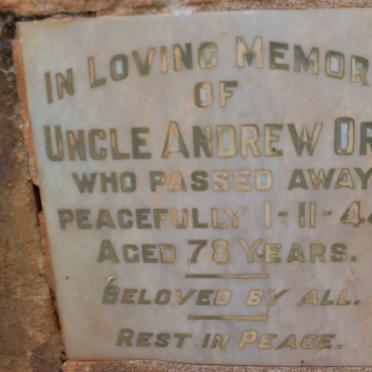 IN LOVING MEMOR
OF
UNCLE ANDREW OR
WHO PASSED AWAY
PEACEFULLY 1-11-4
AGED 78 YEARS.
BELOVED BY ALL.
REST IN PEACE.